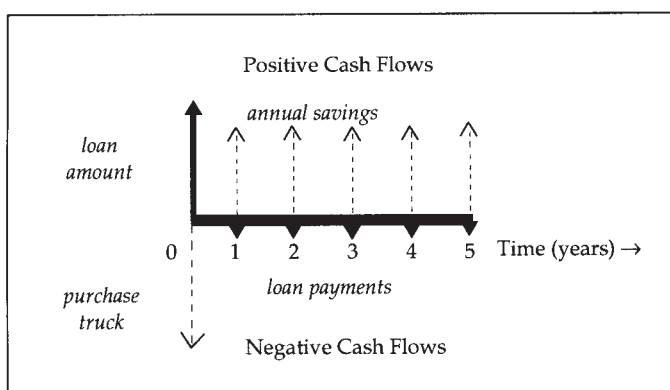 Positive Cash Flows
annual savings
loan
amount
0 1 2 3 4 5 Time (years) →
purchase
truck
loan payments
Negative Cash Flows